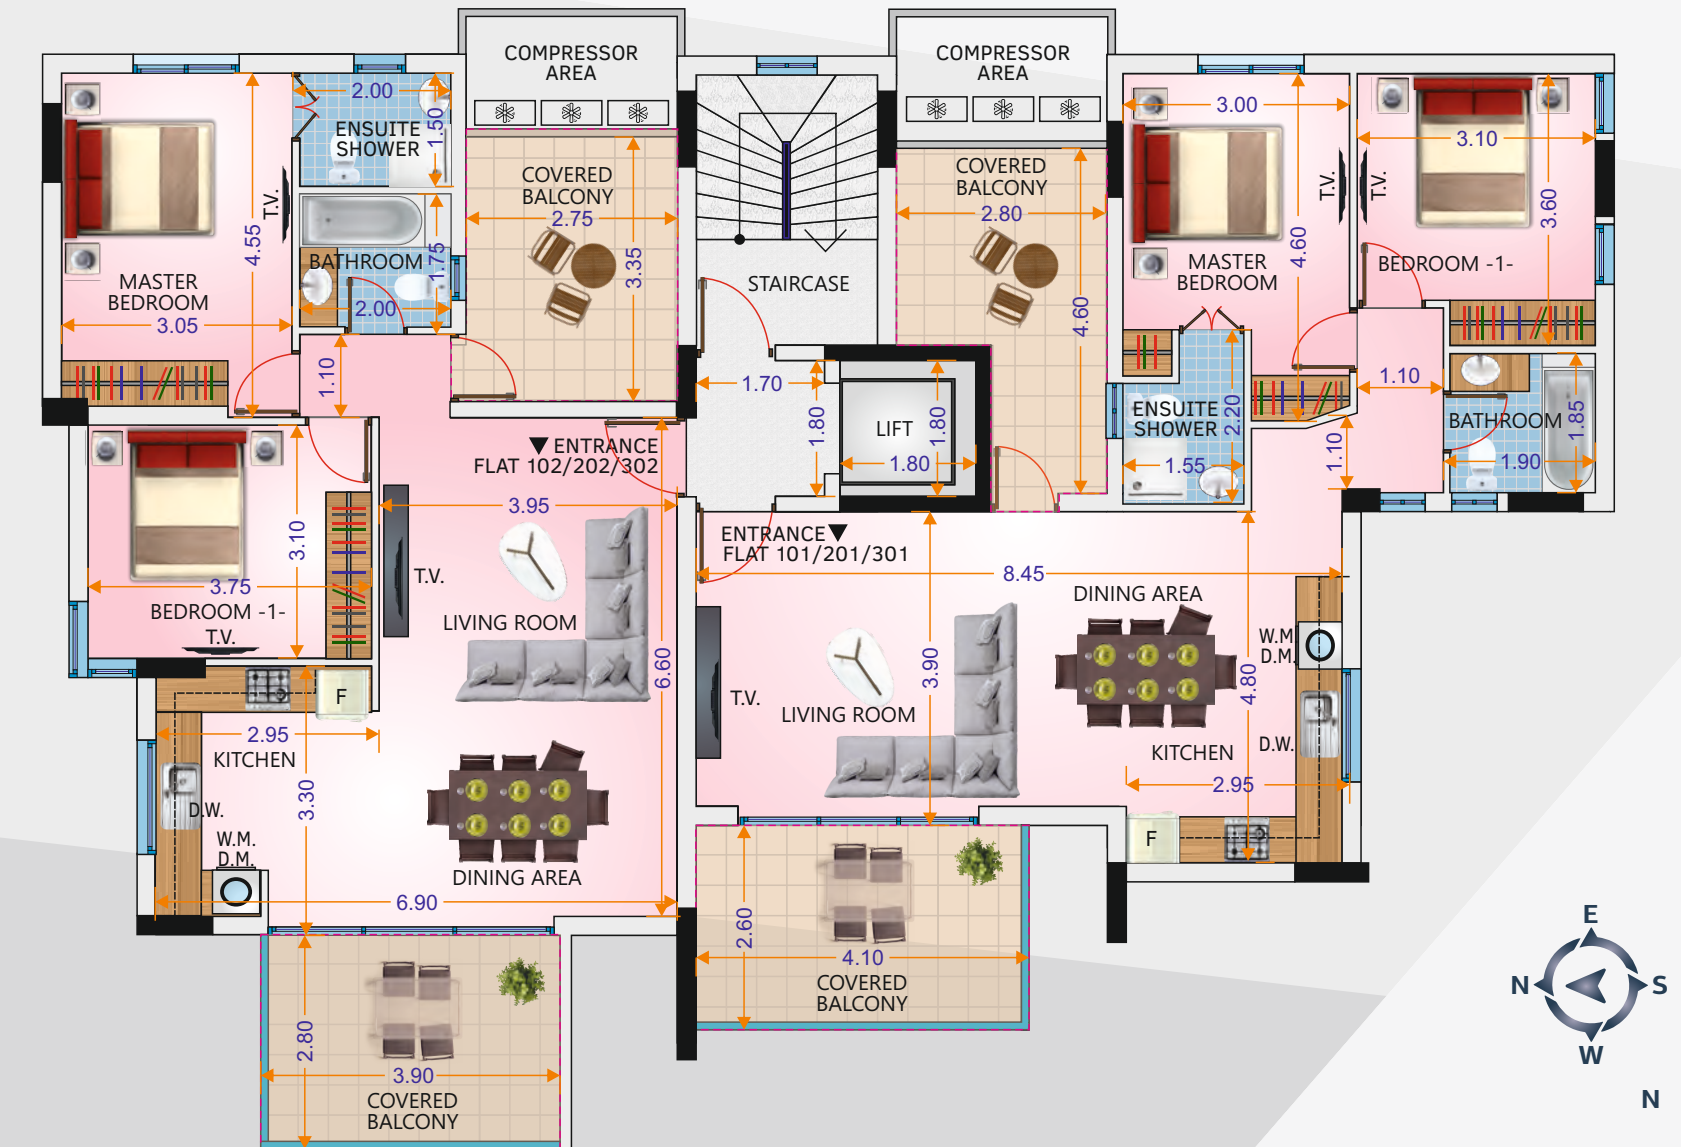 COMPRESSOR
AREA
2.00
1.50
ENSUITE
SHOWER
T.V.
4.55
MASTER
BEDROOM
3.05
BATHROOM
1.75
2.00
1.10
COVERED
BALCONY
2.75
3.35
STAIRCASE
1.70
1.80
LIFT
1.80
1.80
COMPRESSOR
AREA
COVERED
BALCONY
2.80
4.60
3.00
T.V.
T.V.
4.60
MASTER
BEDROOM
3.10
3.60
BEDROOM -1-
ENSUITE
SHOWER
2.20
1.55
1.10
1.10
BATHROOM
1.85
1.90
ENTRANCE
FLAT 102/202/302
3.95
3.10
3.75
BEDROOM -1-
T.V.
T.V.
LIVING ROOM
6.60
F
2.95
KITCHEN
3.30
D.W.
W.M.
D.M.
DINING AREA
6.90
2.80
3.90
COVERED
BALCONY
ENTRANCE
FLAT 101/201/301
8.45
DINING AREA
3.90
T.V.
LIVING ROOM
W.M.
D.M.
4.80
KITCHEN
D.W.
2.95
F
2.60
4.10
COVERED
BALCONY
E
N
S
W
N